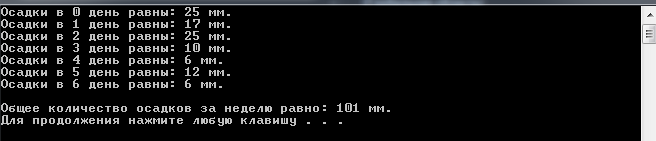 Осадки в 0 день равны: 25 мм.
Осадки в 1 день равны: 17 мм.
Осадки в 2 день равны: 25 мм.
Осадки в 3 день равны: 10 мм.
Осадки в 4 день равны: 6 мм.
Осадки в 5 день равны: 12 мм.
Осадки в 6 день равны: 6 мм.
Общее количество осадков за неделю равно: 101 мм.
Для продолжения нажмите любую клавишу . . .